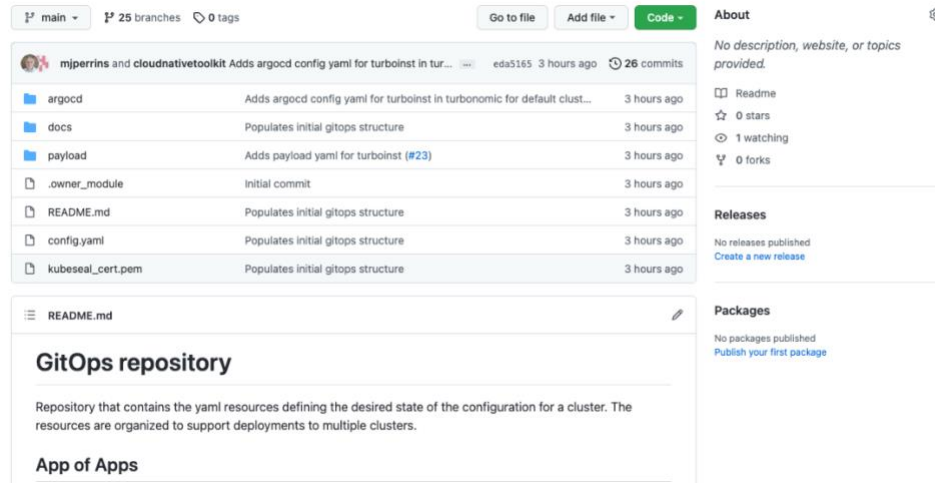 main
25 branches
0 tags
Go to file
Add file
Code
mjperrins and cloudnativetoolkit Adds argocd config yaml for turboinst in tur... ... eda5165 3 hours ago 26 commits
argocd Adds argocd config yaml for turboinst in turbonomic for default clust... 3 hours ago
docs Populates initial gitops structure 3 hours ago
payload Adds payload yaml for turboinst (#23) 3 hours ago
.owner_module Initial commit 3 hours ago
README.md Populates initial gitops structure 3 hours ago
config.yaml Populates initial gitops structure 3 hours ago
kubeseal_cert.pem Populates initial gitops structure 3 hours ago
README.md
GitOps repository
Repository that contains the yaml resources defining the desired state of the configuration for a cluster. The
resources are organized to support deployments to multiple clusters.
App of Apps
About
No description, website, or topics
provided.
Readme
0 stars
1 watching
0 forks
Releases
No releases published
Create a new release
Packages
No packages published
Publish your first package